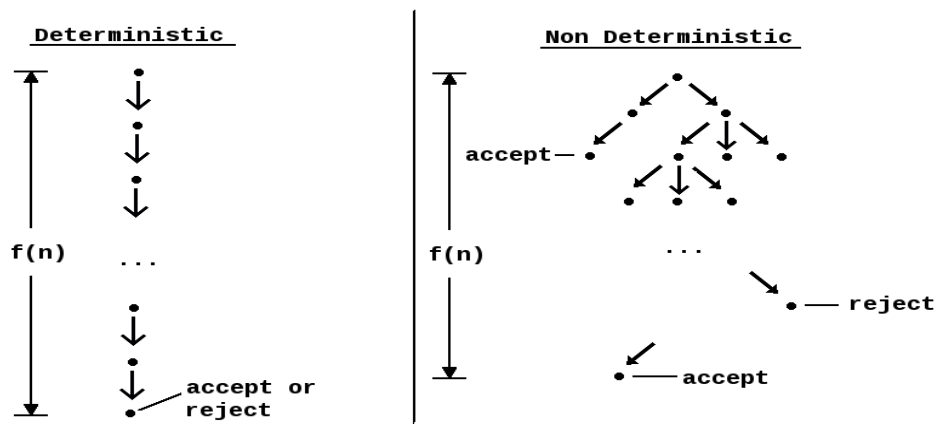 Deterministic
f(n)
. . .
accept or
reject
Non Deterministic
accept
f(n)
. . .
reject
accept